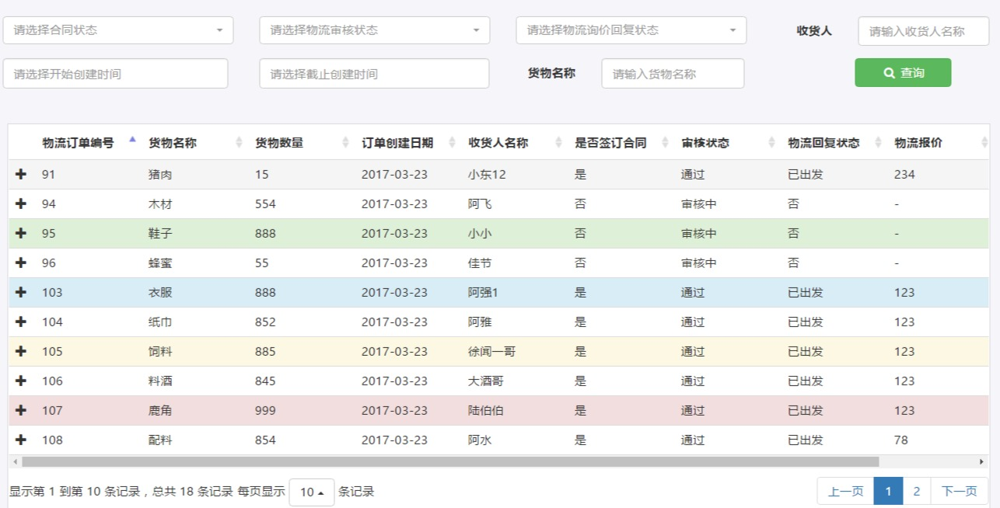 请选择合同状态 请选择物流审核状态 请选择物流询价回复状态 收货人 请输入收货人名称
请选择开始创建时间 请选择截止创建时间 货物名称 请输入货物名称 查询
物流订单编号 货物名称 货物数量 订单创建日期 收货人名称 是否签订合同 审核状态 物流回复状态 物流报价
91 猪肉 15 2017-03-23 小东12 是 通过 已出发 234
94 木材 554 2017-03-23 阿飞 否 审核中 否 -
95 鞋子 888 2017-03-23 小小 否 审核中 否 -
96 蜂蜜 55 2017-03-23 佳节 否 审核中 否 -
103 衣服 888 2017-03-23 阿强1 是 通过 已出发 123
104 纸巾 852 2017-03-23 阿雅 是 通过 已出发 123
105 饲料 885 2017-03-23 徐闻一哥 是 通过 已出发 123
106 料酒 845 2017-03-23 大酒哥 是 通过 已出发 123
107 鹿角 999 2017-03-23 陆伯伯 是 通过 已出发 123
108 配料 854 2017-03-23 阿水 是 通过 已出发 78
显示第 1 到第 10 条记录，总共 18 条记录 每页显示 10 条记录 上一页 1 2 下一页